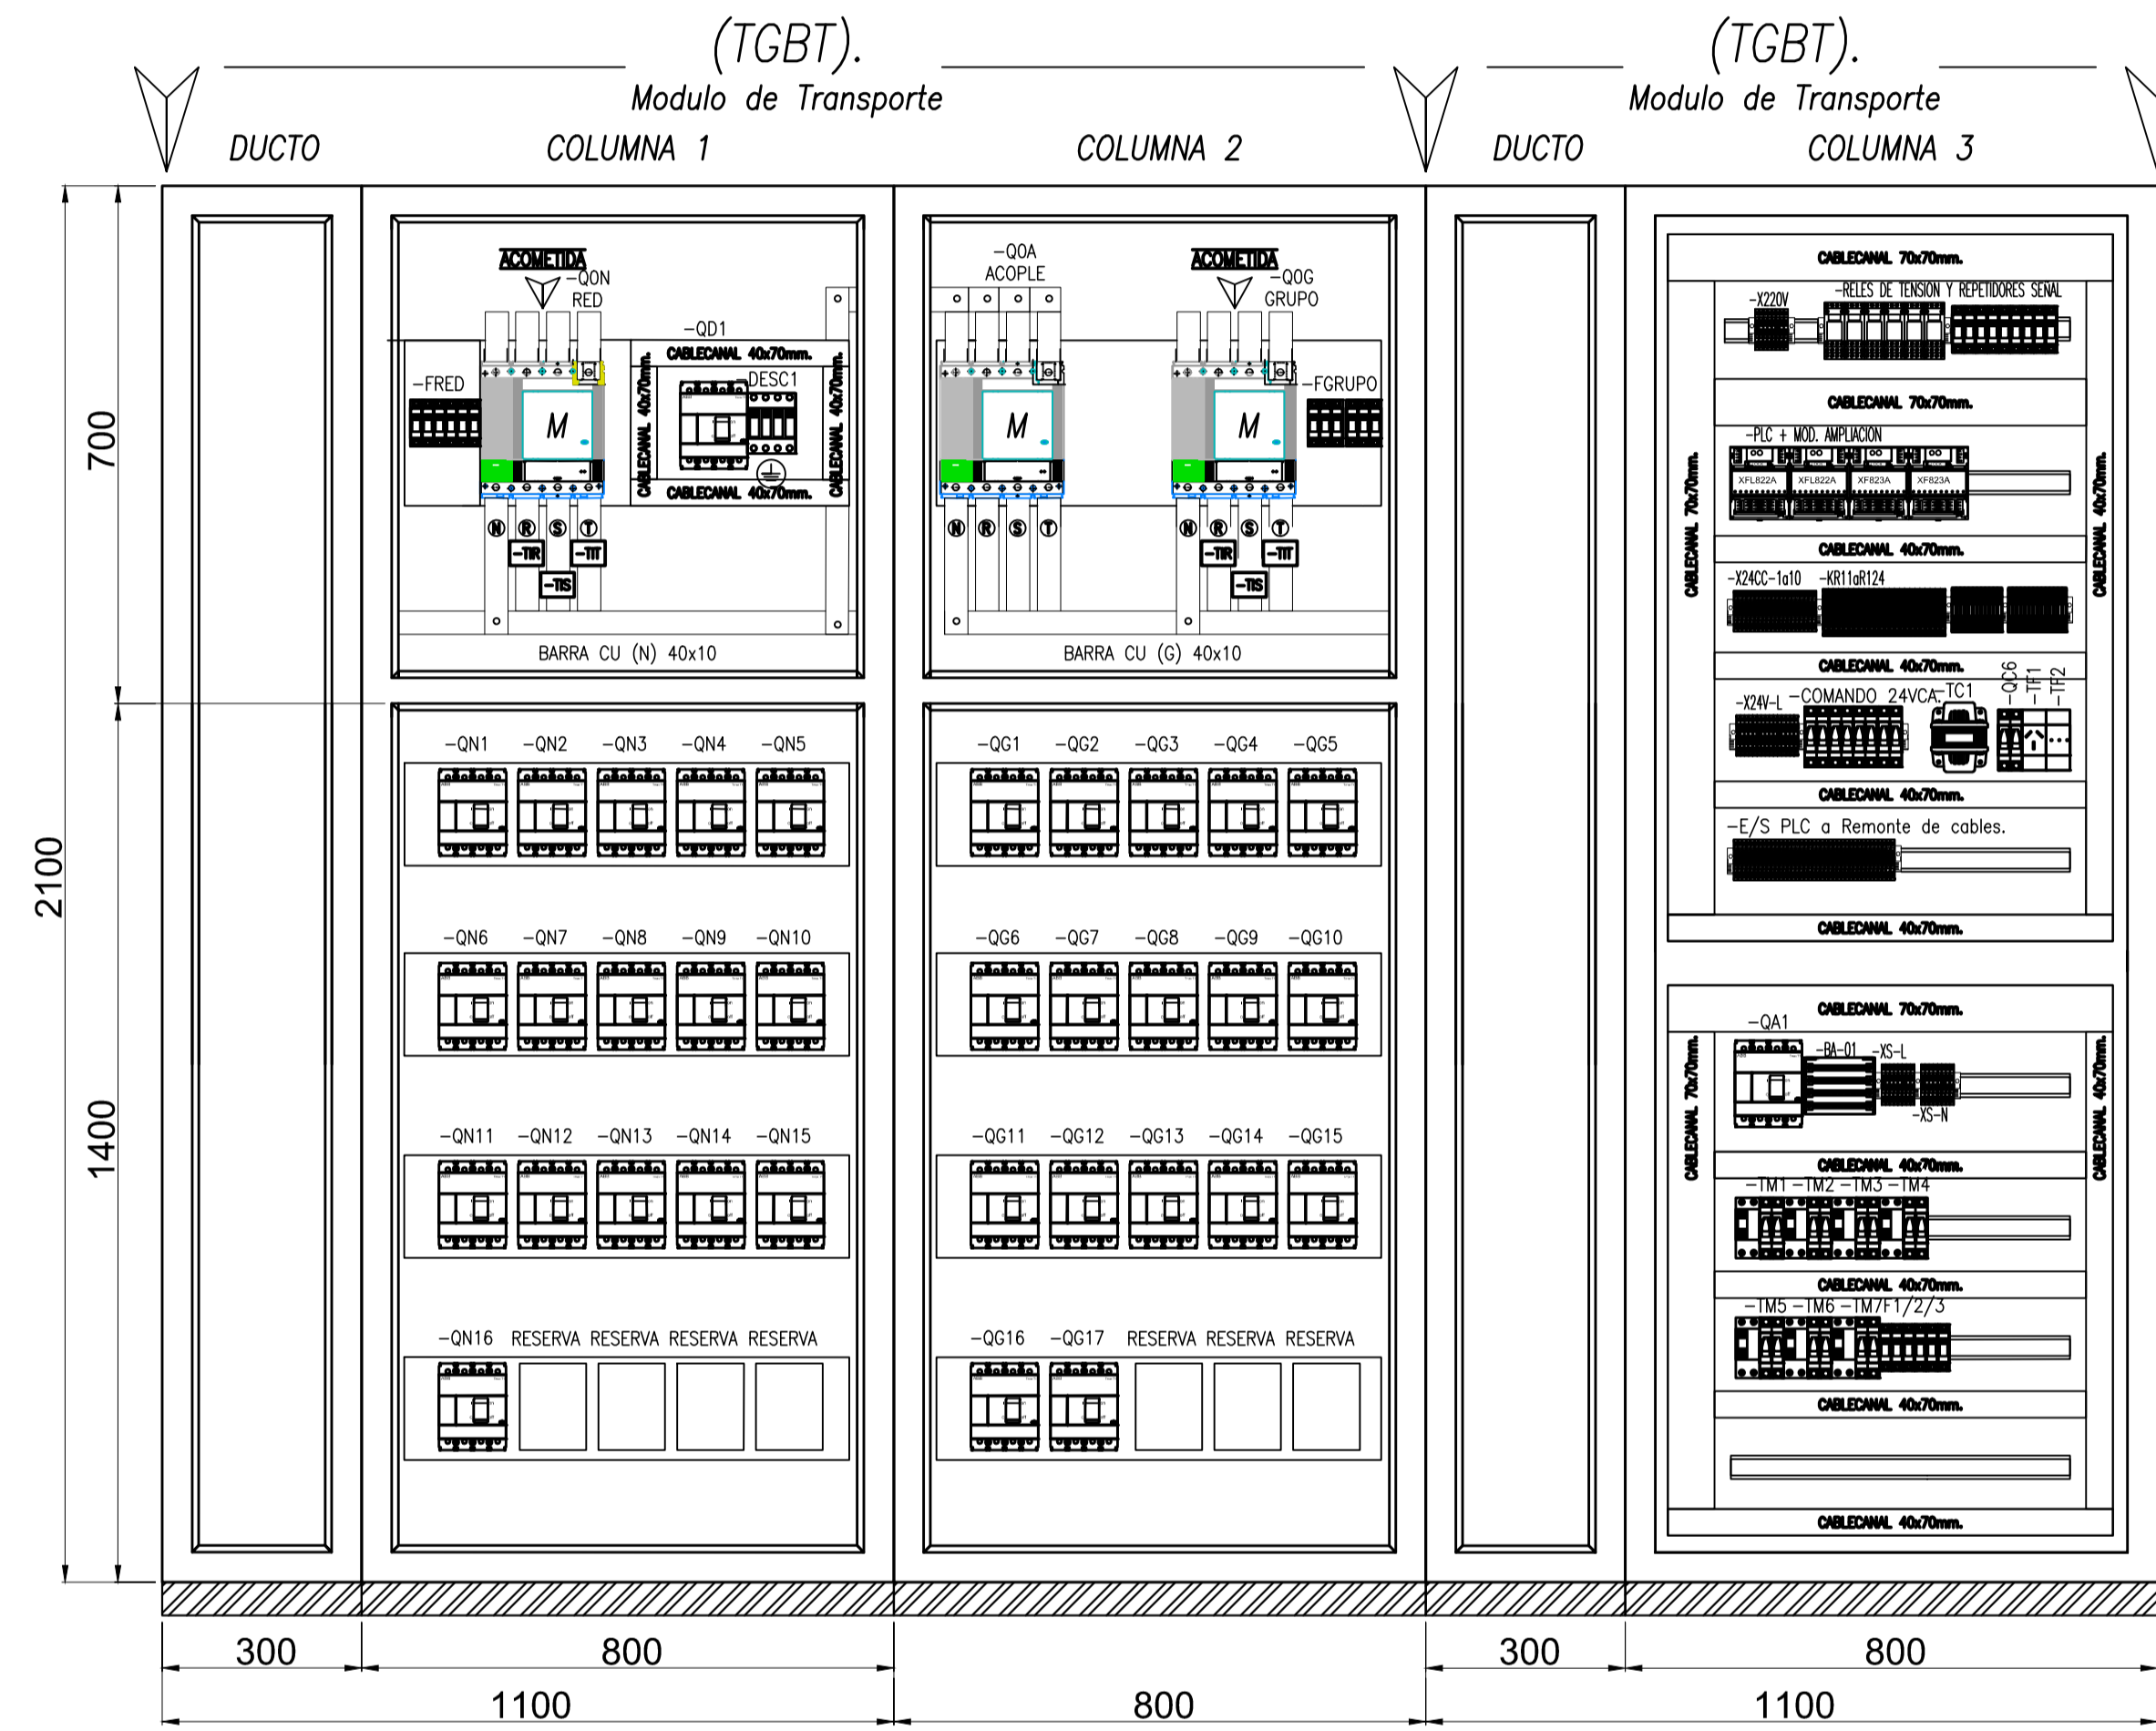 (TGBT).
Modulo de Transporte
(TGBT).
Modulo de Transporte
DUCTO
COLUMNA 1
COLUMNA 2
DUCTO
COLUMNA 3
2100
700
1400
ACOMETIDA
-Q0N
RED
-QD1
-FRED
CABLECANAL 40x70mm.
CABLECANAL 40x70mm.
CABLECANAL 40x70mm.
-DESC1
M
CABLECANAL 40x70mm.
N R S T
-TIR -TIT
-TIS
BARRA CU (N) 40x10
-Q0A
ACOPLE
ACOMETIDA
-Q0G
GRUPO
-FGRUPO
M
M
N R S T
N R S T
-TIR -TIT
-TIS
BARRA CU (G) 40x10
-QN1 -QN2 -QN3 -QN4 -QN5
-QN6 -QN7 -QN8 -QN9 -QN10
-QN11 -QN12 -QN13 -QN14 -QN15
-QN16 RESERVA RESERVA RESERVA RESERVA
-QG1 -QG2 -QG3 -QG4 -QG5
-QG6 -QG7 -QG8 -QG9 -QG10
-QG11 -QG12 -QG13 -QG14 -QG15
-QG16 -QG17 RESERVA RESERVA RESERVA
CABLECANAL 70x70mm.
-X220V
-RELES DE TENSION Y REPETIDORES SEÑAL
CABLECANAL 70x70mm.
-PLC + MOD. AMPLIACION
XFL822A XFL822A XF823A XF823A
CABLECANAL 70x70mm.
CABLECANAL 40x70mm.
CABLECANAL 40x70mm.
-X24CC-1a10 -KR11aR124
CABLECANAL 40x70mm.
-X24V-L -COMANDO 24VCA. -TC1 -QC6 -TF1 -TF2
CABLECANAL 40x70mm.
-E/S PLC a Remonte de cables.
CABLECANAL 40x70mm.
CABLECANAL 70x70mm.
-QA1
-BA-01 -XS-L
-XS-N
CABLECANAL 70x70mm.
CABLECANAL 40x70mm.
CABLECANAL 40x70mm.
-TM1 -TM2 -TM3 -TM4
CABLECANAL 40x70mm.
-TM5 -TM6 -TM7F1/2/3
CABLECANAL 40x70mm.
CABLECANAL 40x70mm.
300 800 300 800
1100 800 1100